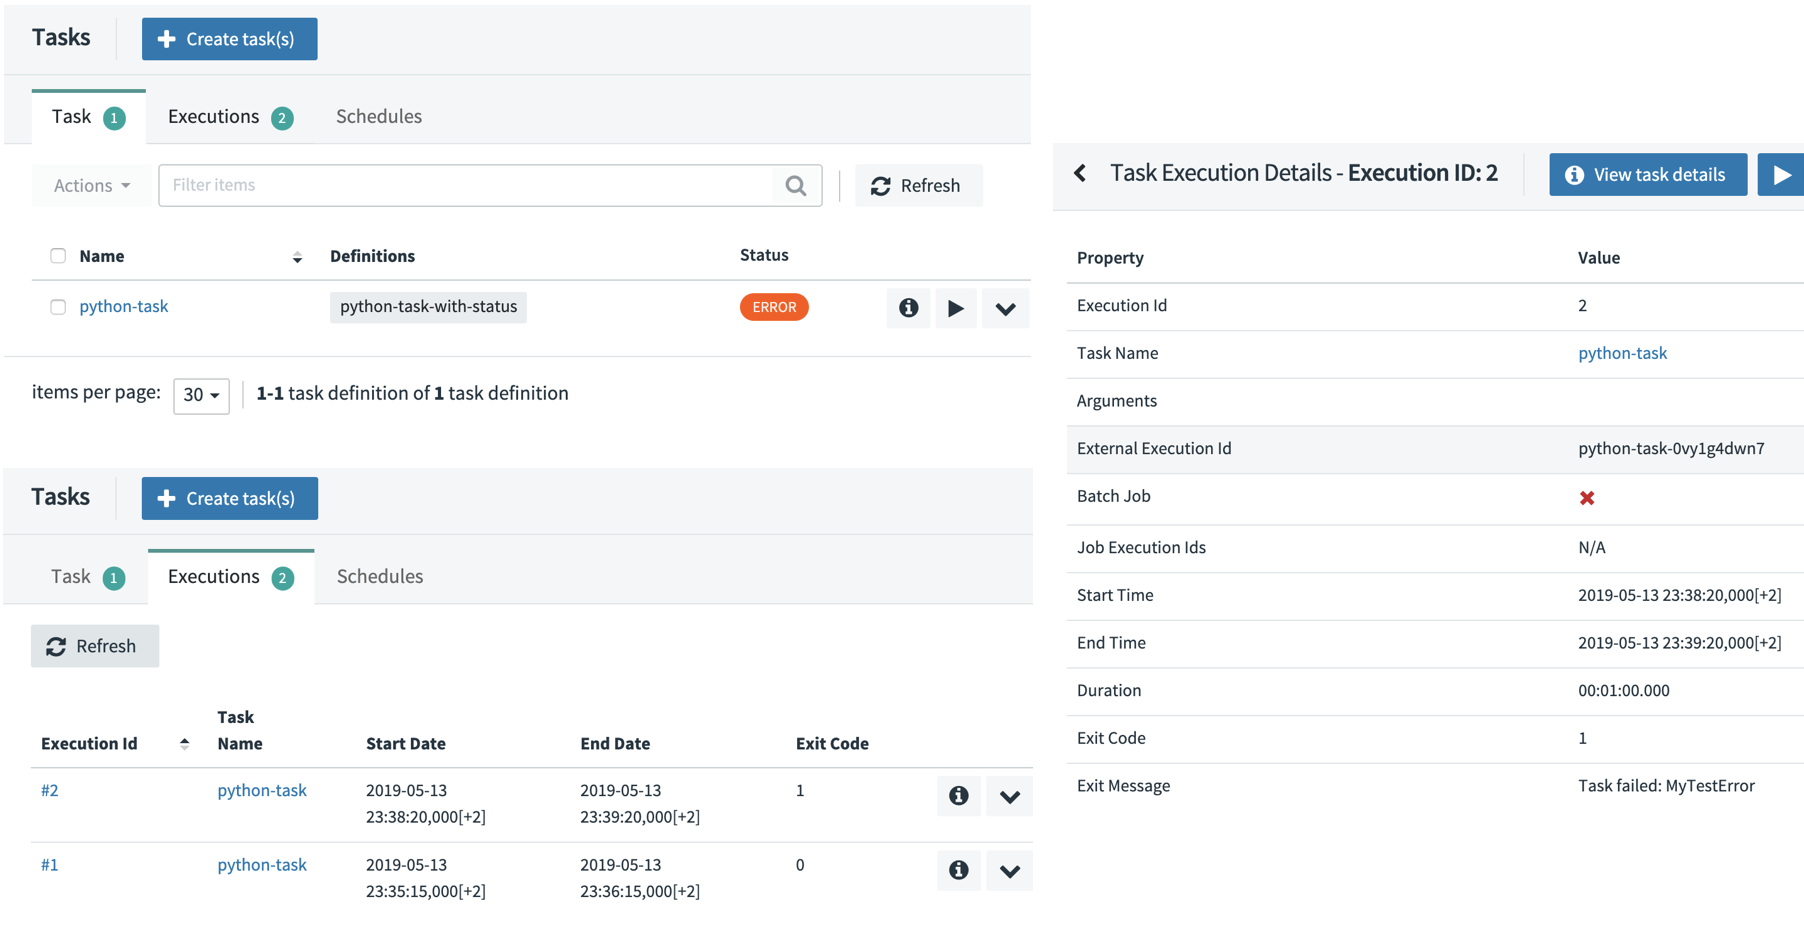 Tasks
Create task(s)
Task 1
Executions 2
Schedules
Actions
Filter items
Refresh
Name Definitions Status
python-task python-task-with-status ERROR
items per page: 30 1-1 task definition of 1 task definition
Tasks
Create task(s)
Task 1
Executions 2
Schedules
Refresh
Execution Id Task Name Start Date End Date Exit Code
#2 python-task 2019-05-13 2019-05-13 1
23:38:20,000[+2] 23:39:20,000[+2]
#1 python-task 2019-05-13 2019-05-13 0
23:35:15,000[+2] 23:36:15,000[+2]
Task Execution Details - Execution ID: 2
View task details
Property Value
Execution Id 2
Task Name python-task
Arguments
External Execution Id python-task-0vy1g4dwn7
Batch Job
Job Execution Ids N/A
Start Time 2019-05-13 23:38:20,000[+2]
End Time 2019-05-13 23:39:20,000[+2]
Duration 00:01:00.000
Exit Code 1
Exit Message Task failed: MyTestError